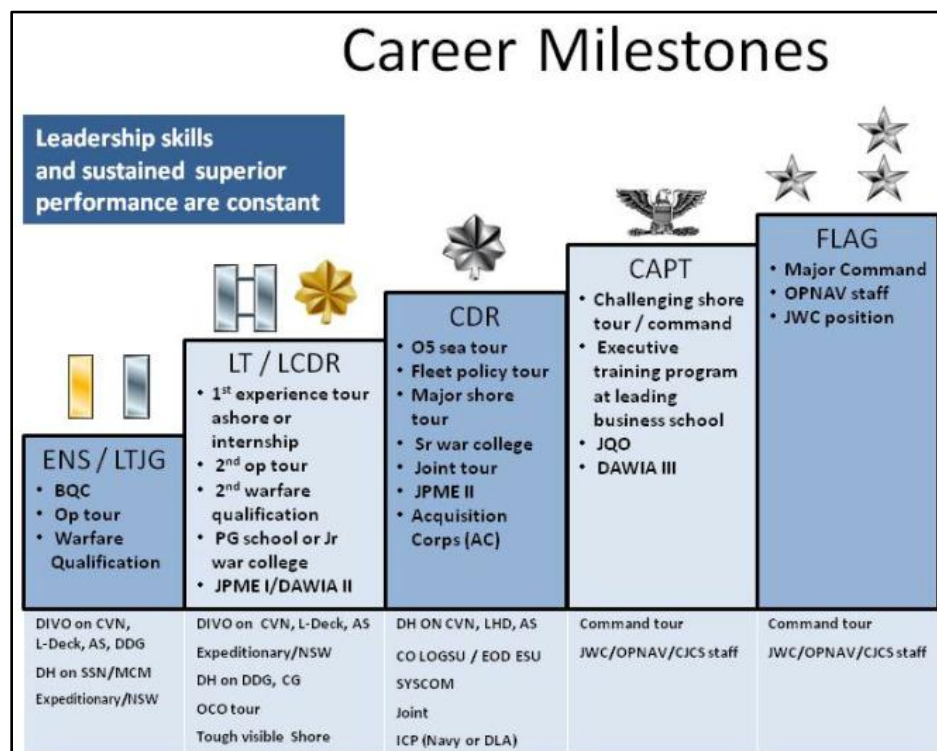 Career Milestones
Leadership skills
and sustained superior
performance are constant
ENS / LTJG
• BQC
• Op tour
• Warfare
Qualification
DIVO on CVN,
L-Deck, AS, DDG
DH on SSN/MCM
Expeditionary/NSW
LT / LCDR
• 1st experience tour
ashore or
internship
• 2nd op tour
• 2nd warfare
qualification
• PG school or Jr
war college
• JPME I/DAWIA II
DIVO on CVN, L-Deck, AS
Expeditionary/NSW
DH on DDG, CG
OCO tour
Tough visible Shore
CDR
• O5 sea tour
• Fleet policy tour
• Major shore
tour
• Sr war college
• Joint tour
• JPME II
• Acquisition
Corps (AC)
DH ON CVN, LHD, AS
CO LOGSU / EOD ESU
SYSCOM
Joint
ICP (Navy or DLA)
CAPT
• Challenging shore
tour / command
• Executive
training program
at leading
business school
• JQO
• DAWIA III
Command tour
JWC/OPNAV/CJCS staff
FLAG
• Major Command
• OPNAV staff
• JWC position
Command tour
JWC/OPNAV/CJCS staff